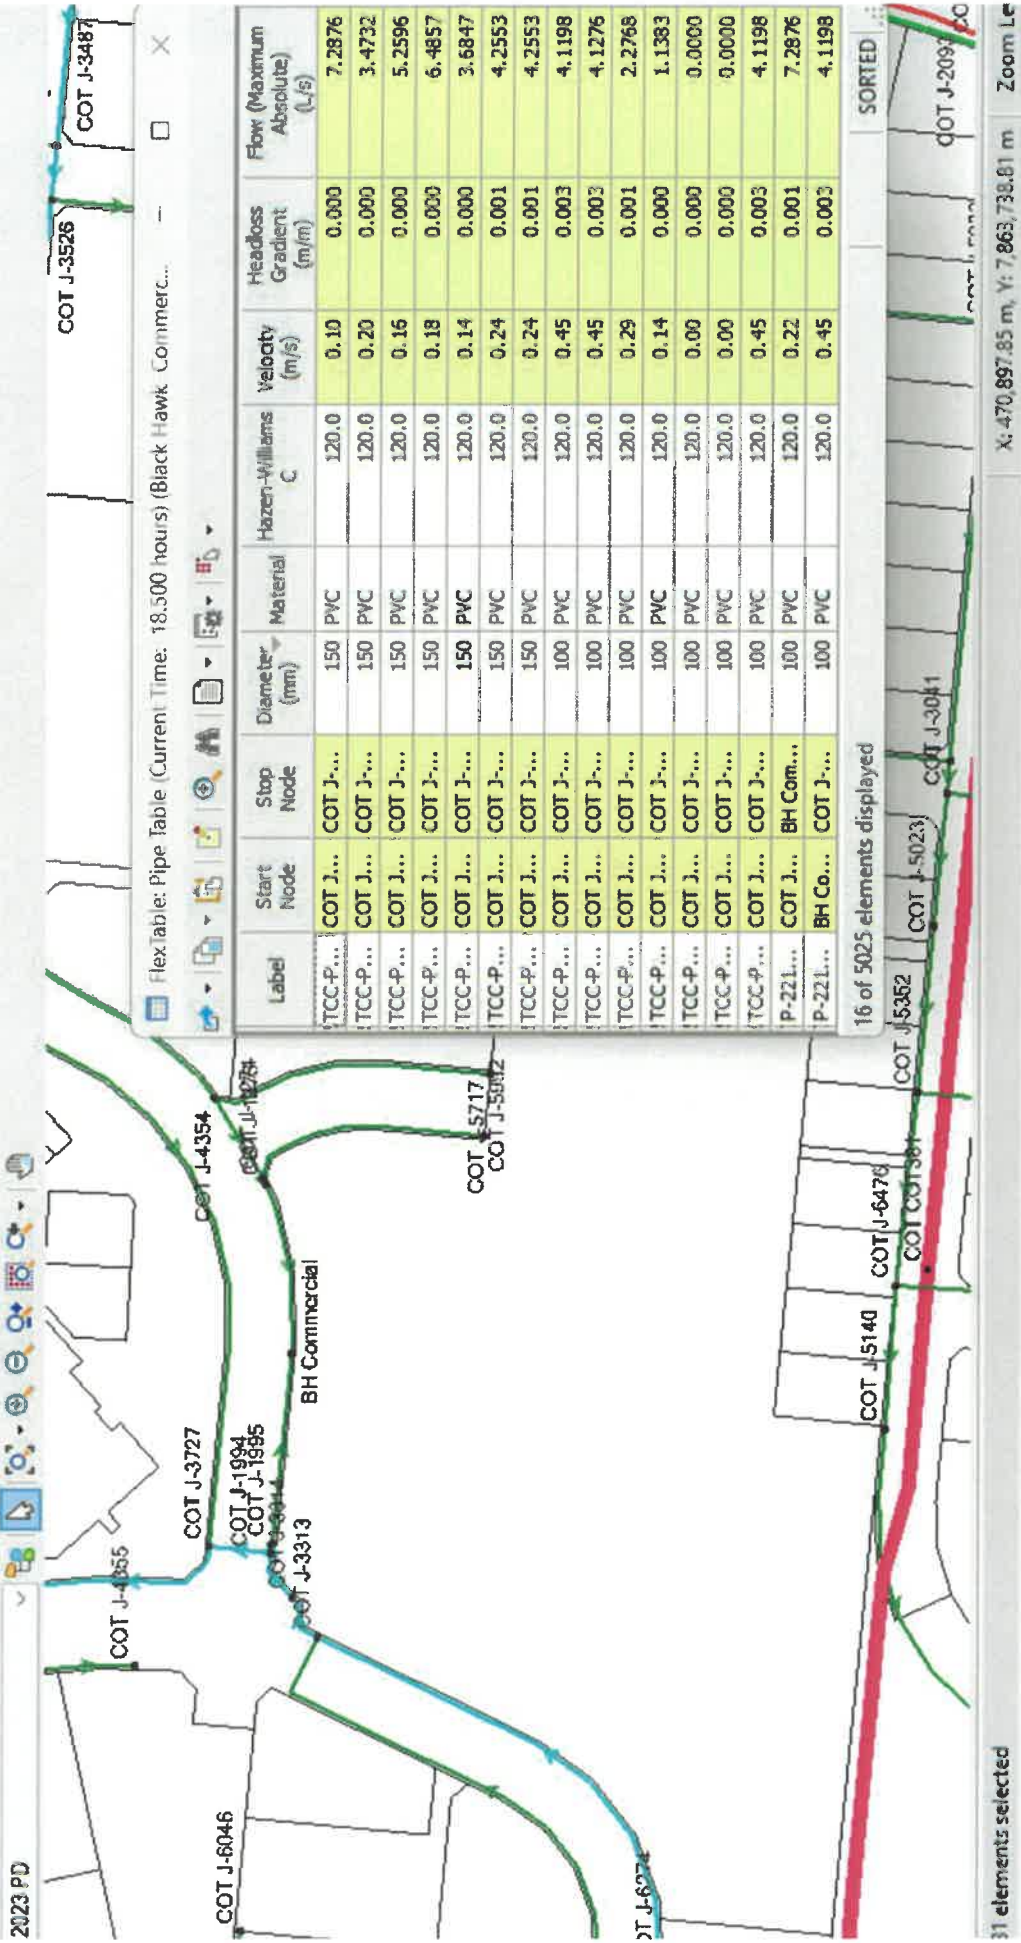 2023 PD
COT J-3526
COT J-3487
COT J-4355
COT J-3727
COT J-4354
COT J-1994
COT J-1995
COT J-3313
COT J-6046
BH Commercial
COT J-5717
COT J-6476
COT J-5140
COT J-5352
COT J-5023
COT J-3041
COT J-2093
FlexTable: Pipe Table (Current Time: 18.500 hours) (Black Hawk Commerc...
Label Start Node Stop Node Diameter (mm) Material Hazen-Williams C Velocity (m/s) Headloss Gradient (m/m) Flow (Maximum Absolute) (L/s)
!TCC-P... COT J... COT J-... 150 PVC 120.0 0.10 0.000 7.2876
!TCC-P... COT J... COT J-... 150 PVC 120.0 0.20 0.000 3.4732
!TCC-P... COT J... COT J-... 150 PVC 120.0 0.16 0.000 5.2596
!TCC-P... COT J... COT J-... 150 PVC 120.0 0.18 0.000 6.4857
!TCC-P... COT J... COT J-... 150 PVC 120.0 0.14 0.000 3.6847
!TCC-P... COT J... COT J-... 150 PVC 120.0 0.24 0.001 4.2553
!TCC-P... COT J... COT J-... 150 PVC 120.0 0.24 0.001 4.2553
!TCC-P... COT J... COT J-... 100 PVC 120.0 0.45 0.003 4.1198
!TCC-P... COT J... COT J-... 100 PVC 120.0 0.45 0.003 4.1276
!TCC-P... COT J... COT J-... 100 PVC 120.0 0.29 0.001 2.2768
!TCC-P... COT J... COT J-... 100 PVC 120.0 0.14 0.000 1.1383
!TCC-P... COT J... COT J-... 100 PVC 120.0 0.00 0.000 0.0000
!TCC-P... COT J... COT J-... 100 PVC 120.0 0.00 0.000 0.0000
!TCC-P... COT J... COT J-... 100 PVC 120.0 0.45 0.003 4.1198
P-221... COT J... BH Com... 100 PVC 120.0 0.22 0.001 7.2876
P-221... BH Co... COT J-... 100 PVC 120.0 0.45 0.003 4.1198
16 of 5025 elements displayed
SORTED
31 elements selected
X: 470,897.85 m, Y: 7,863,738.81 m
Zoom Le